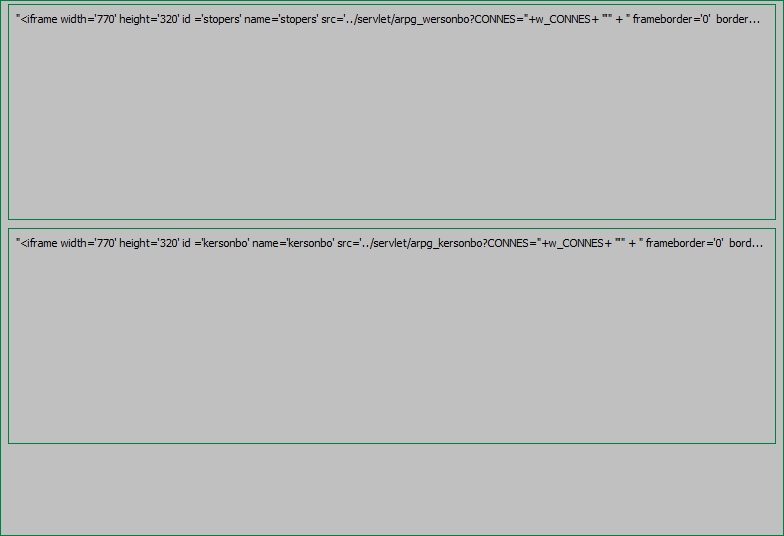 "<iframe width='770' height='320' id ='stopers' name='stopers' src='../servlet/arpg_wersonbo?CONNES="+w_CONNES+ "'" + " frameborder='0'  border...
"<iframe width='770' height='320' id ='kersonbo' name='kersonbo' src='../servlet/arpg_kersonbo?CONNES="+w_CONNES+ "'" + " frameborder='0'  bord...